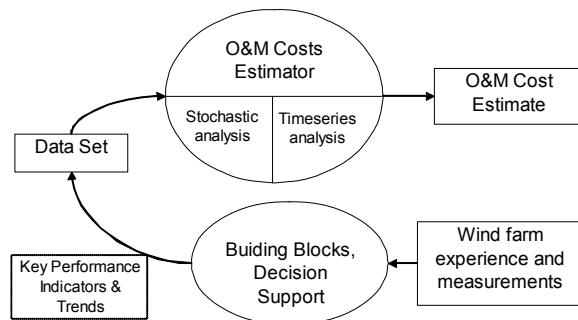 O&M Costs
Estimator
Stochastic
analysis
Timeseries
analysis
O&M Cost
Estimate
Data Set
Buiding Blocks,
Decision
Support
Wind farm
experience and
measurements
Key Performance
Indicators &
Trends